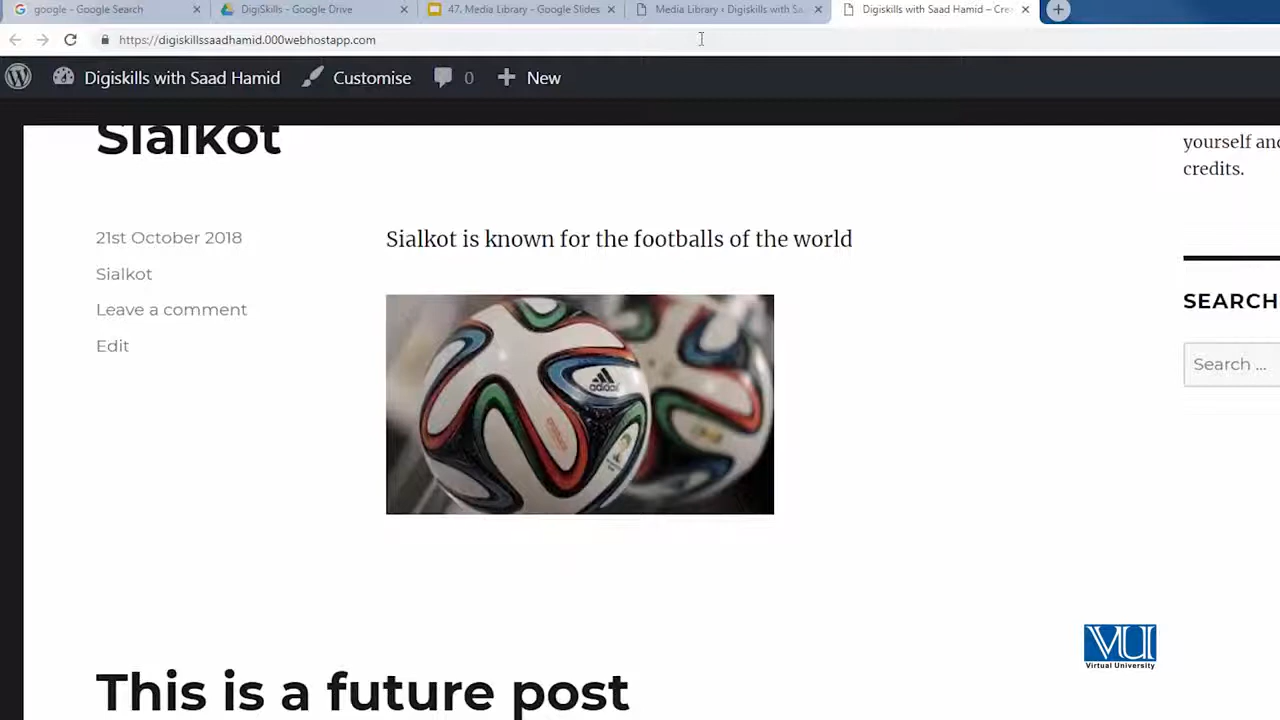 google - Google Search
DigiSkills - Google Drive
47. Media Library - Google Slides
Media Library ‹ Digiskills with Sa
Digiskills with Saad Hamid – Cre
https://digiskillssaadhamid.000webhostapp.com
Digiskills with Saad Hamid
Customise
0
New
Sialkot
yourself and
credits.
21st October 2018
Sialkot
Leave a comment
Edit
Sialkot is known for the footballs of the world
adidas
SEARCH
Search ...
VU
Virtual University
This is a future post